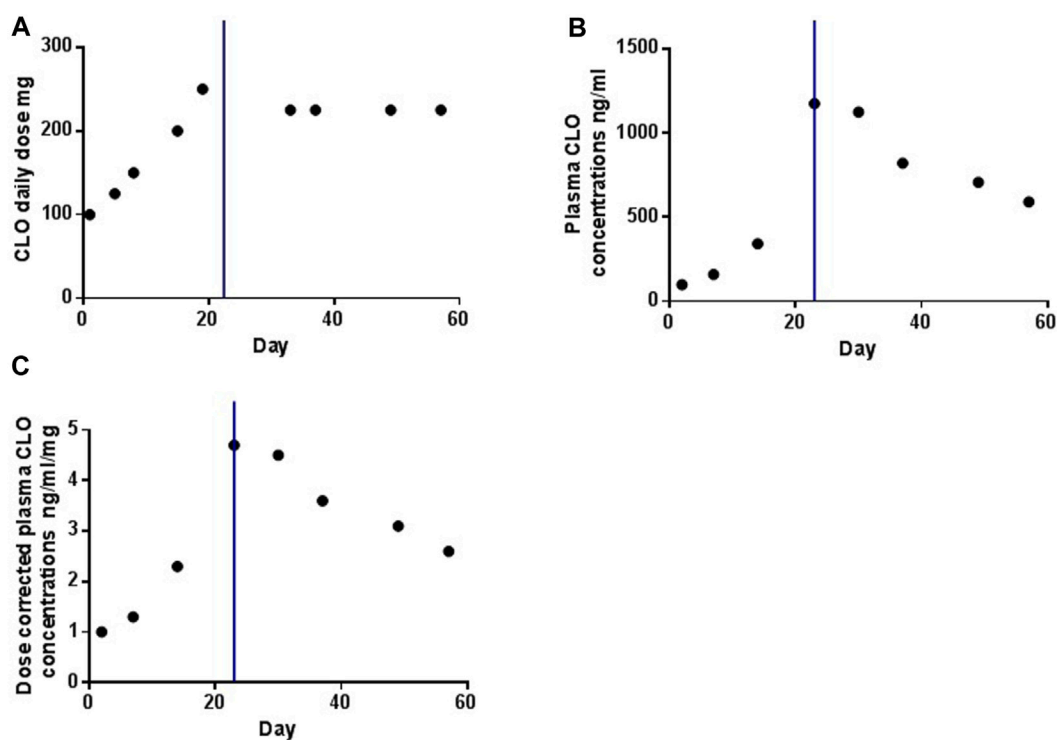 A
CLO daily dose mg
300
200
100
0
0 20 40 60
Day
B
Plasma CLO
concentrations ng/ml
1500
1000
500
0
0 20 40 60
Day
C
Dose corrected plasma CLO
concentrations ng/ml/mg
5
4
3
2
1
0
0 20 40 60
Day